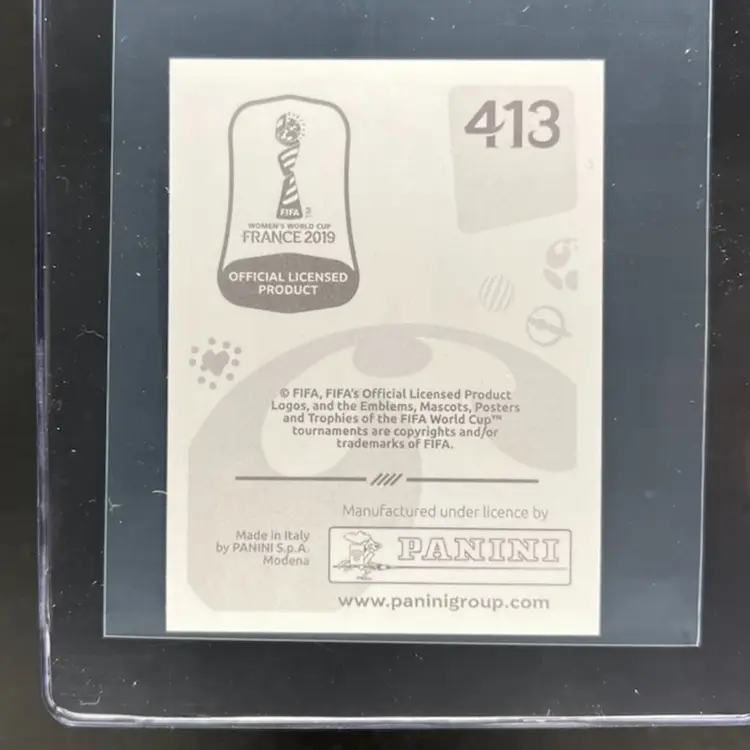 413
FIFA
TM
WOMEN'S WORLD CUP
FRANCE 2019
OFFICIAL LICENSED
PRODUCT
© FIFA, FIFA's Official Licensed Product
Logos, and the Emblems, Mascots, Posters
and Trophies of the FIFA World Cup™
tournaments are copyrights and/or
trademarks of FIFA.
Manufactured under licence by
Made in Italy
by PANINI S.p.A.
Modena
PANINI
www.paninigroup.com